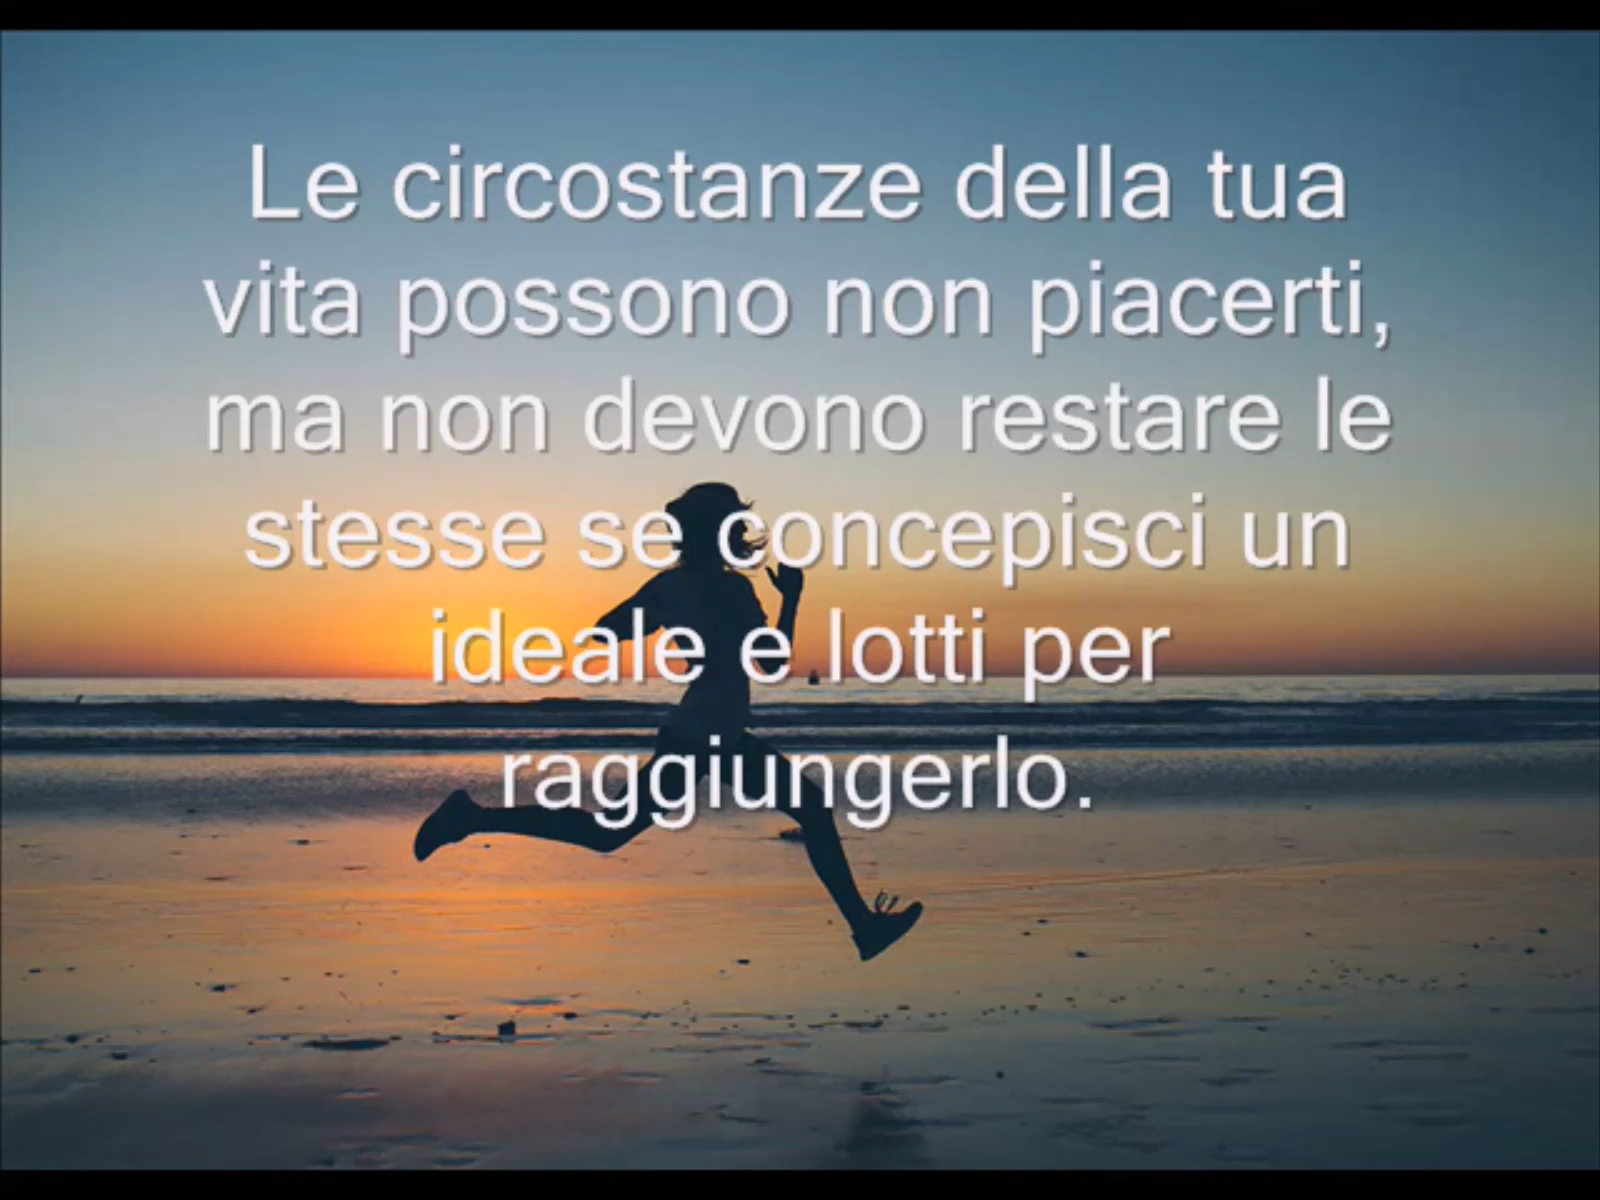 Le circostanze della tua
vita possono non piacerti,
ma non devono restare le
stesse se concepisci un
ideale e lotti per
raggiungerlo.